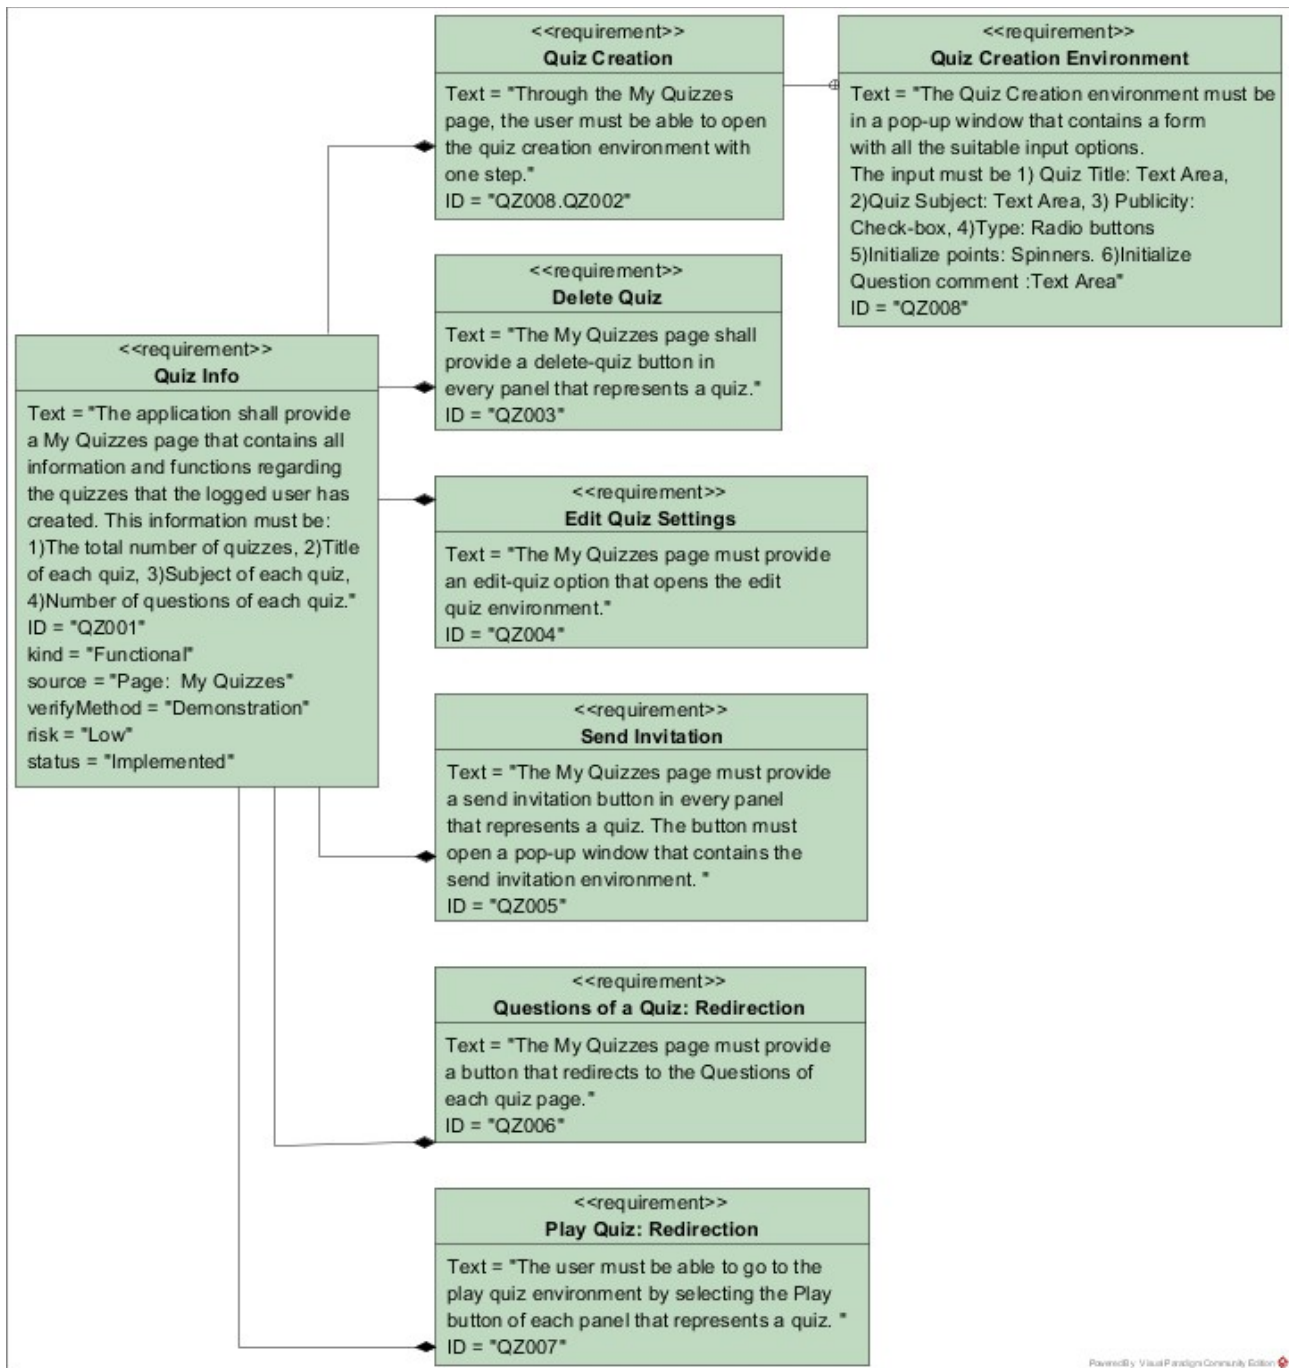 <<requirement>>
Quiz Creation
Text = "Through the My Quizzes
page, the user must be able to open
the quiz creation environment with
one step."
ID = "QZ008.QZ002"
<<requirement>>
Quiz Creation Environment
Text = "The Quiz Creation environment must be
in a pop-up window that contains a form
with all the suitable input options.
The input must be 1) Quiz Title: Text Area,
2)Quiz Subject: Text Area, 3) Publicity:
Check-box, 4)Type: Radio buttons
5)Initialize points: Spinners. 6)Initialize
Question comment :Text Area"
ID = "QZ008"
<<requirement>>
Delete Quiz
Text = "The My Quizzes page shall
provide a delete-quiz button in
every panel that represents a quiz."
ID = "QZ003"
<<requirement>>
Quiz Info
Text = "The application shall provide
a My Quizzes page that contains all
information and functions regarding
the quizzes that the logged user has
created. This information must be:
1)The total number of quizzes, 2)Title
of each quiz, 3)Subject of each quiz,
4)Number of questions of each quiz."
ID = "QZ001"
kind = "Functional"
source = "Page:  My Quizzes"
verifyMethod = "Demonstration"
risk = "Low"
status = "Implemented"
<<requirement>>
Edit Quiz Settings
Text = "The My Quizzes page must provide
an edit-quiz option that opens the edit
quiz environment."
ID = "QZ004"
<<requirement>>
Send Invitation
Text = "The My Quizzes page must provide
a send invitation button in every panel
that represents a quiz. The button must
open a pop-up window that contains the
send invitation environment. "
ID = "QZ005"
<<requirement>>
Questions of a Quiz: Redirection
Text = "The My Quizzes page must provide
a button that redirects to the Questions of
each quiz page."
ID = "QZ006"
<<requirement>>
Play Quiz: Redirection
Text = "The user must be able to go to the
play quiz environment by selecting the Play
button of each panel that represents a quiz. "
ID = "QZ007"
Powered By Visual Paradigm Community Edition